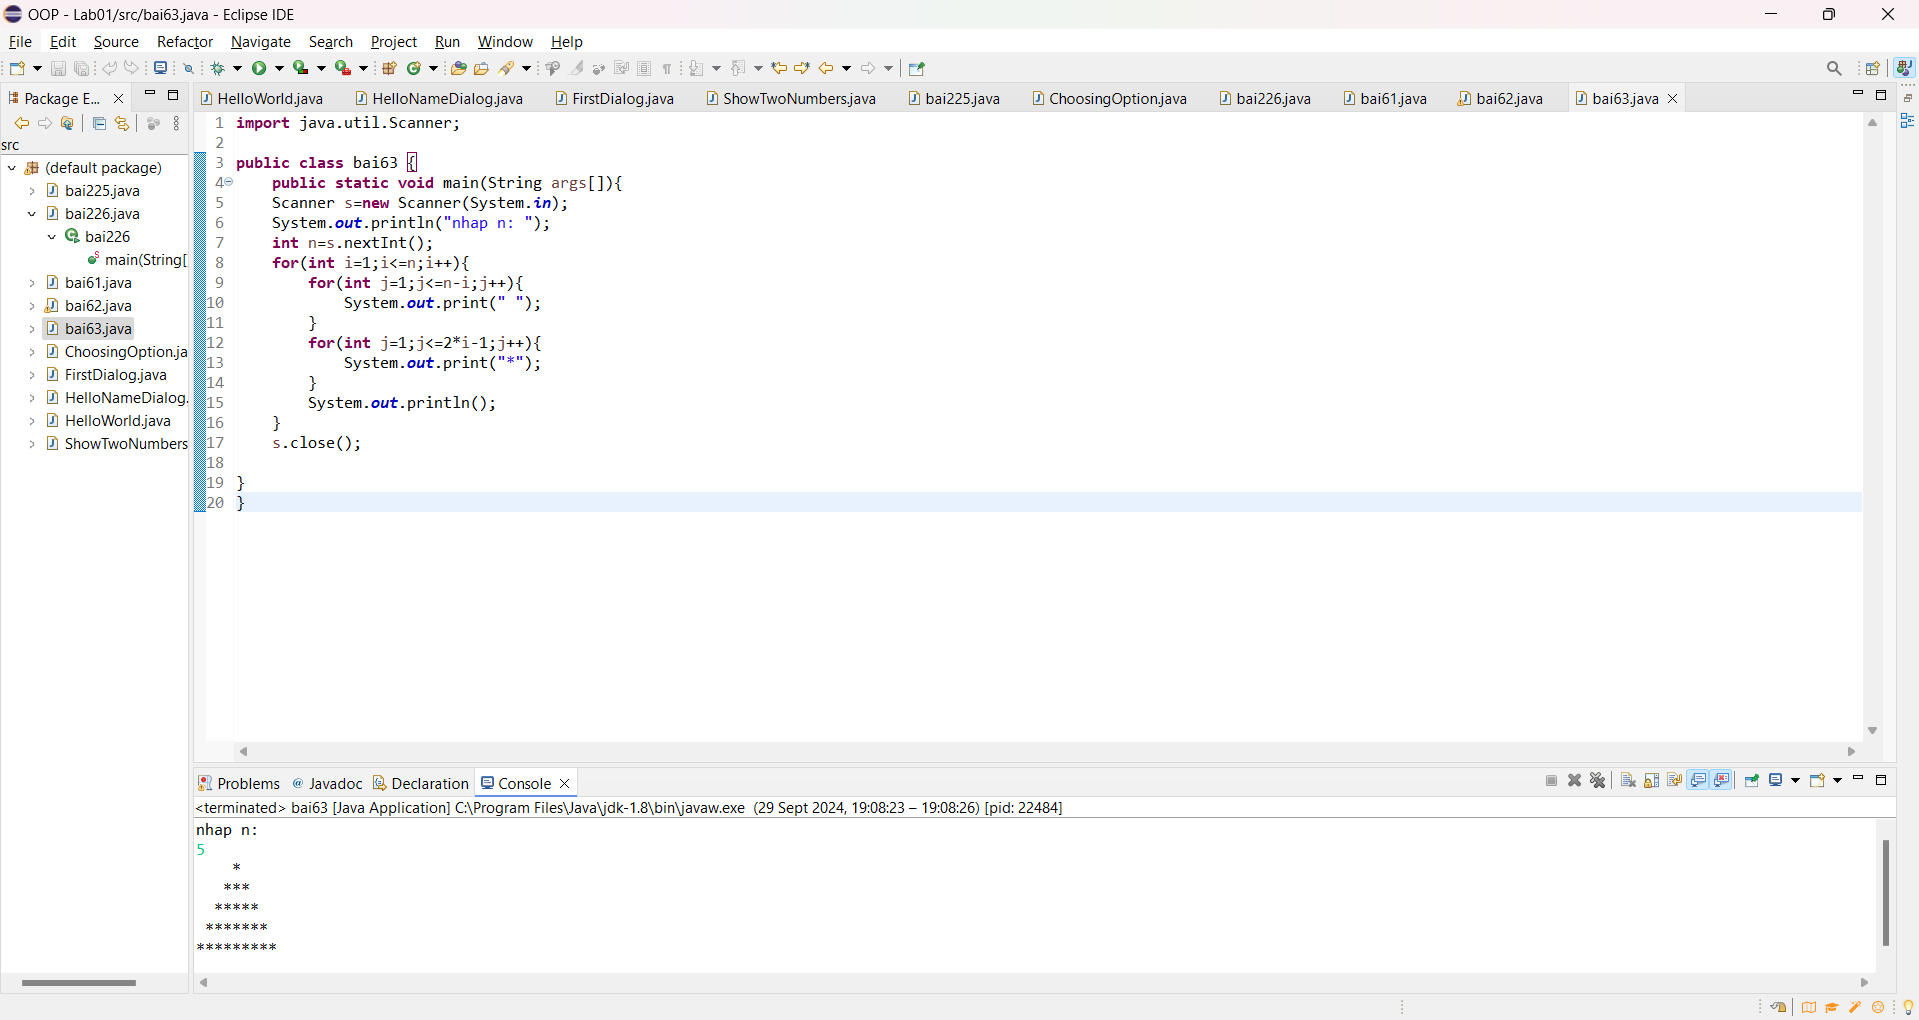 OOP - Lab01/src/bai63.java - Eclipse IDE
File Edit Source Refactor Navigate Search Project Run Window Help
Package E...
HelloWorld.java HelloNameDialog.java FirstDialog.java ShowTwoNumbers.java bai225.java ChoosingOption.java bai226.java bai61.java bai62.java bai63.java
src
(default package)
bai225.java
bai226.java
bai226
main(String[
bai61.java
bai62.java
bai63.java
ChoosingOption.ja
FirstDialog.java
HelloNameDialog.
HelloWorld.java
ShowTwoNumbers
1 import java.util.Scanner;
2
3 public class bai63 {
4 public static void main(String args[]){
5 Scanner s=new Scanner(System.in);
6 System.out.println("nhap n: ");
7 int n=s.nextInt();
8 for(int i=1;i<=n;i++){
9 for(int j=1;j<=n-i;j++){
10 System.out.print(" ");
11 }
12 for(int j=1;j<=2*i-1;j++){
13 System.out.print("*");
14 }
15 System.out.println();
16 }
17 s.close();
18
19 }
20 }
Problems @ Javadoc Declaration Console
<terminated> bai63 [Java Application] C:\Program Files\Java\jdk-1.8\bin\javaw.exe (29 Sept 2024, 19:08:23 – 19:08:26) [pid: 22484]
nhap n:
5
    *
   ***
  *****
 *******
*********